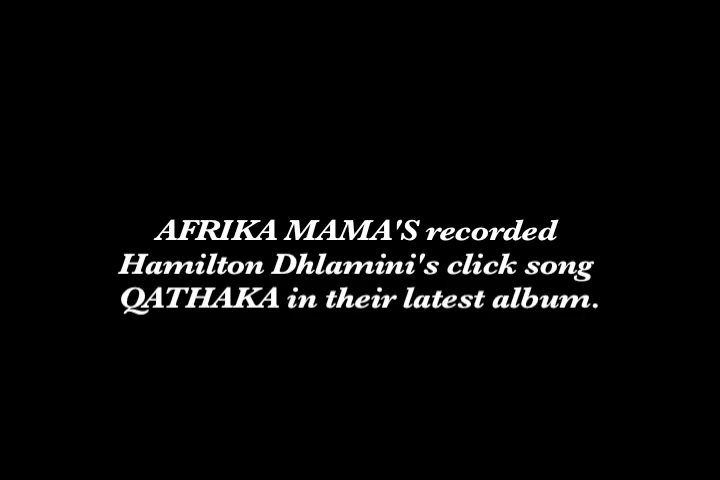 AFRIKA MAMA'S recorded
Hamilton Dhlamini's click song
QATHAKA in their latest album.